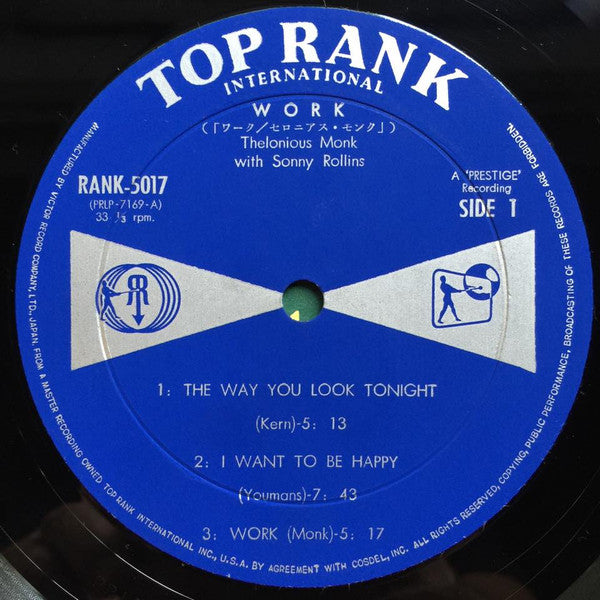 TOP RANK
INTERNATIONAL
WORK
(「ワーク／セロニアス・モンク」)
Thelonious Monk
with Sonny Rollins
RANK-5017
(PRLP-7169-A)
33 ⅓ rpm.
A 'PRESTIGE'
Recording
SIDE 1
1: THE WAY YOU LOOK TONIGHT
(Kern)-5: 13
2: I WANT TO BE HAPPY
(Youmans)-7: 43
3: WORK (Monk)-5: 17
MANUFACTURED BY VICTOR RECORD COMPANY, LTD., JAPAN, FROM A MASTER RECORDING OWNED TOP RANK INTERNATIONAL INC., U.S.A. BY AGREEMENT WITH COSDEL, INC. ALL RIGHTS RESERVED, COPYING, PUBLIC PERFORMANCE, BROADCASTING OF THESE RECORDS ARE FORBIDDEN.